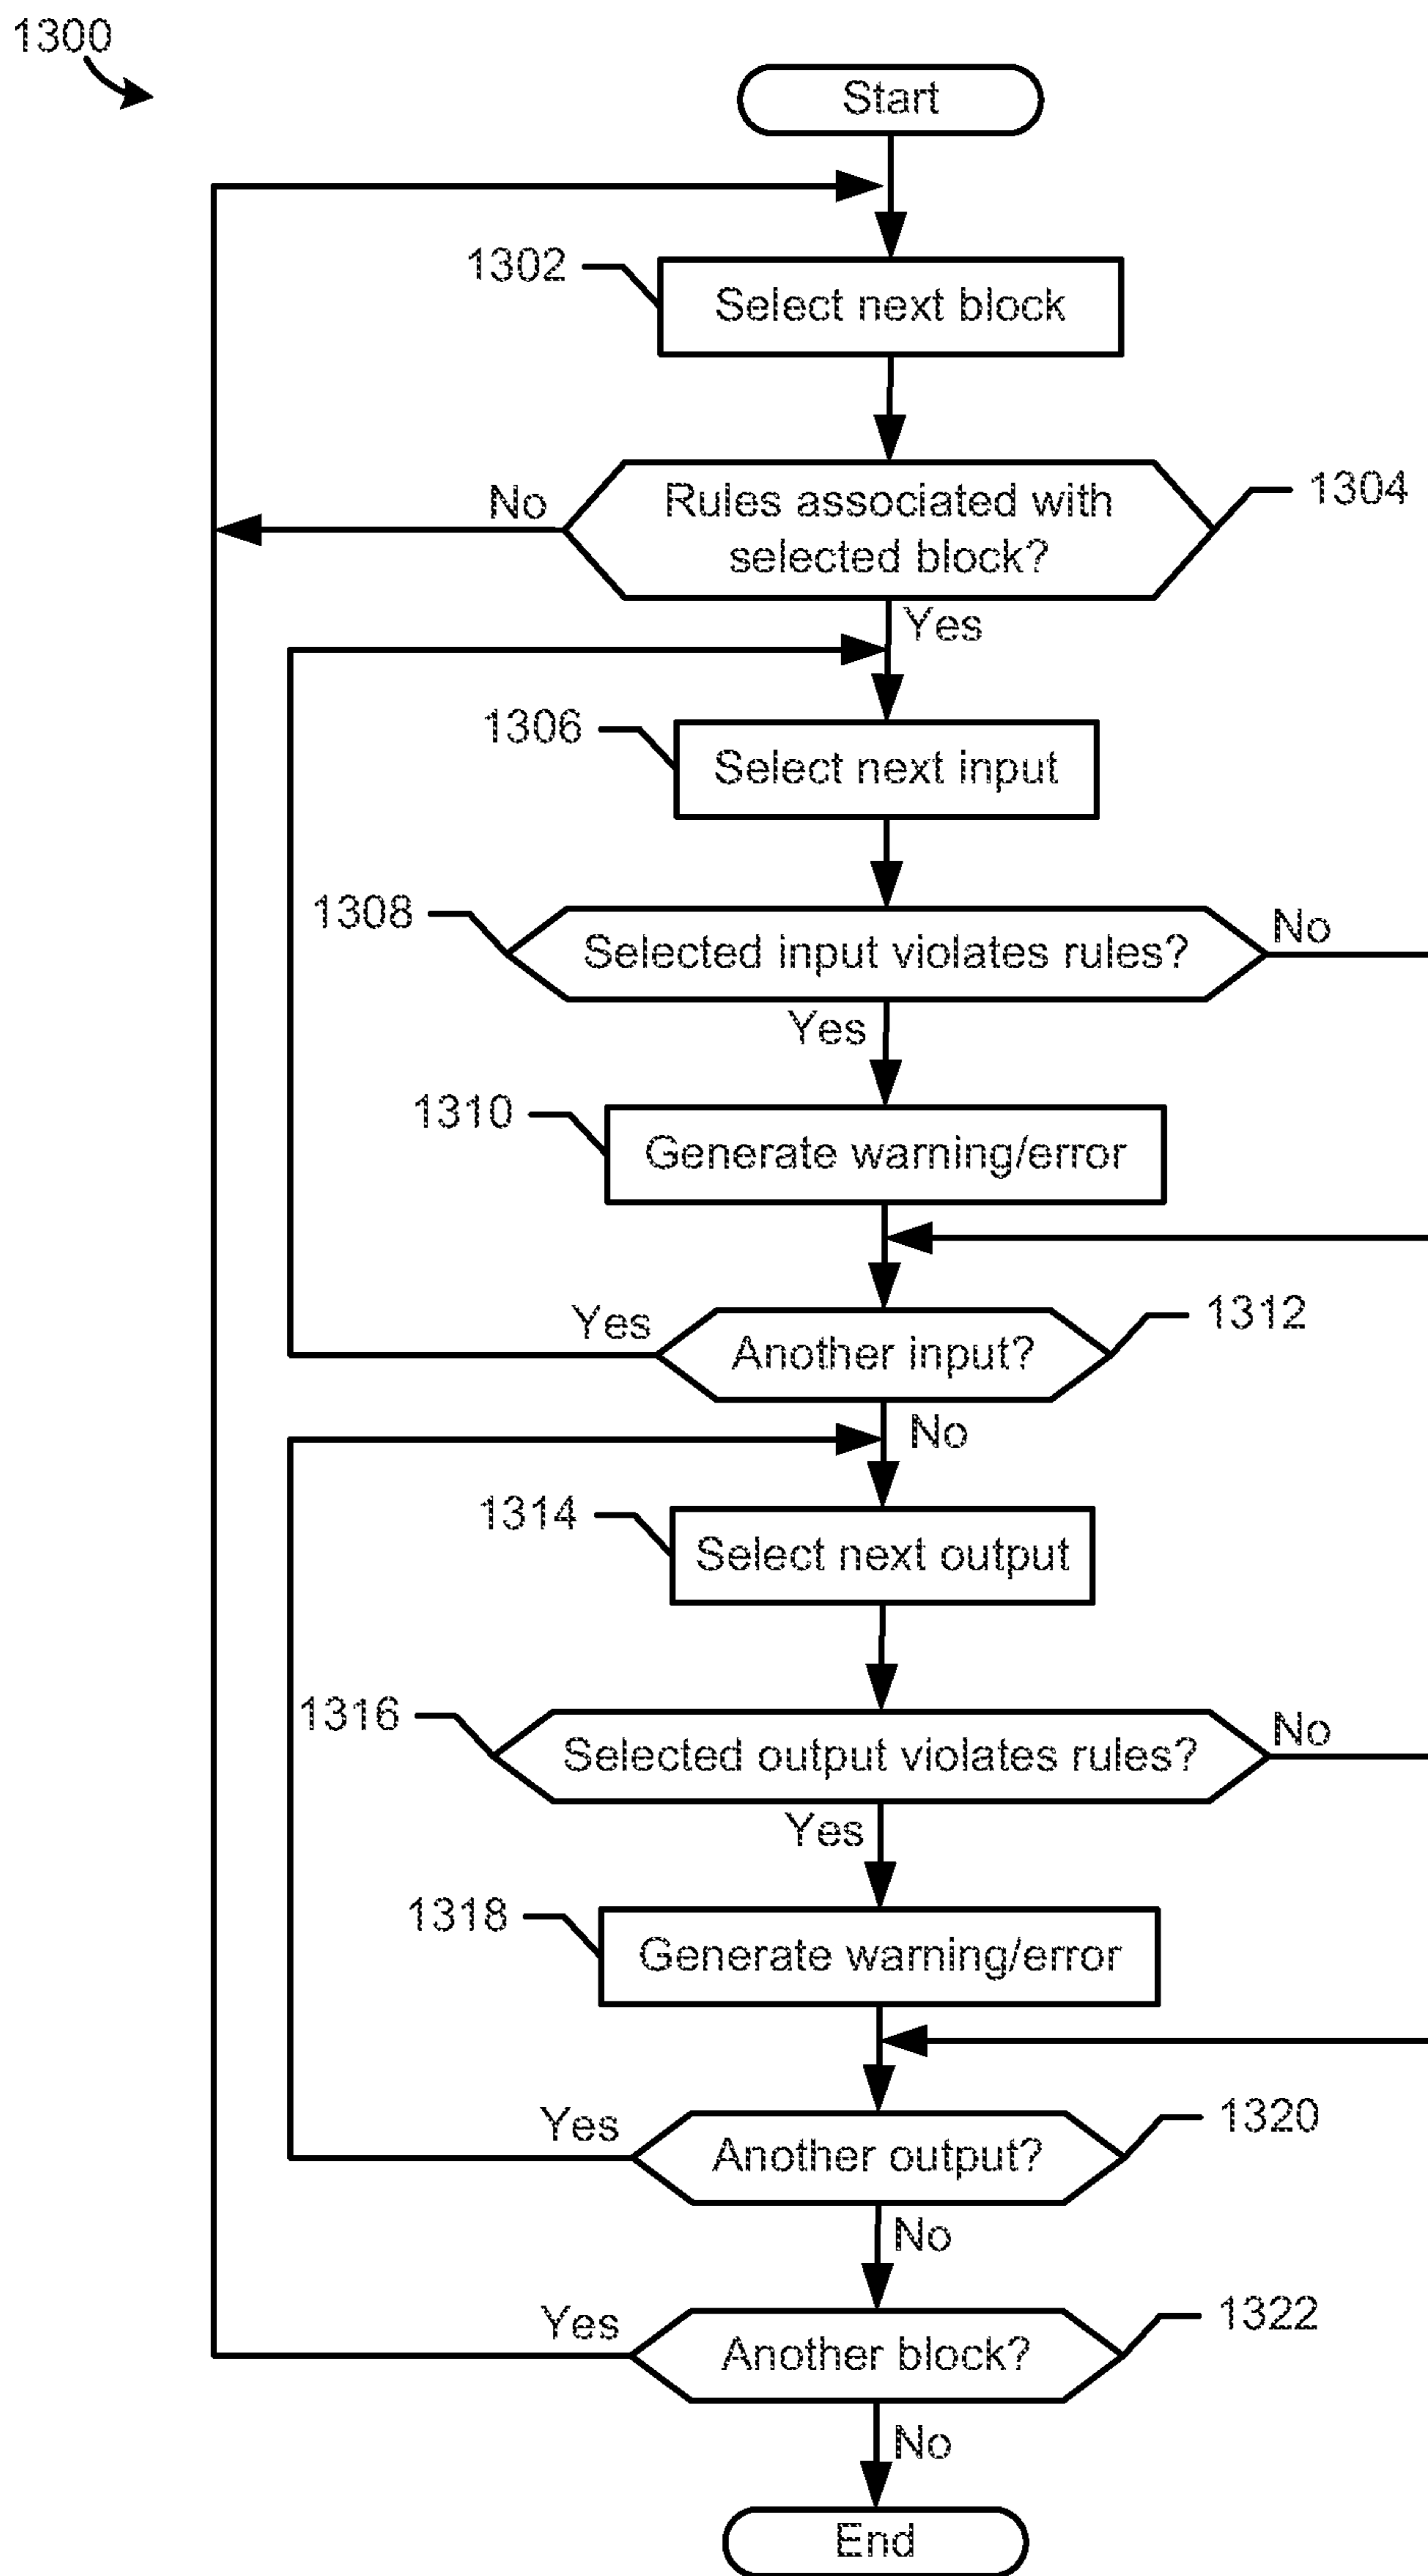 1300
Start
1302
Select next block
No
Rules associated with
selected block?
1304
Yes
1306
Select next input
1308
Selected input violates rules?
No
Yes
1310
Generate warning/error
Yes
Another input?
1312
No
1314
Select next output
1316
Selected output violates rules?
No
Yes
1318
Generate warning/error
Yes
Another output?
1320
No
Yes
Another block?
1322
No
End